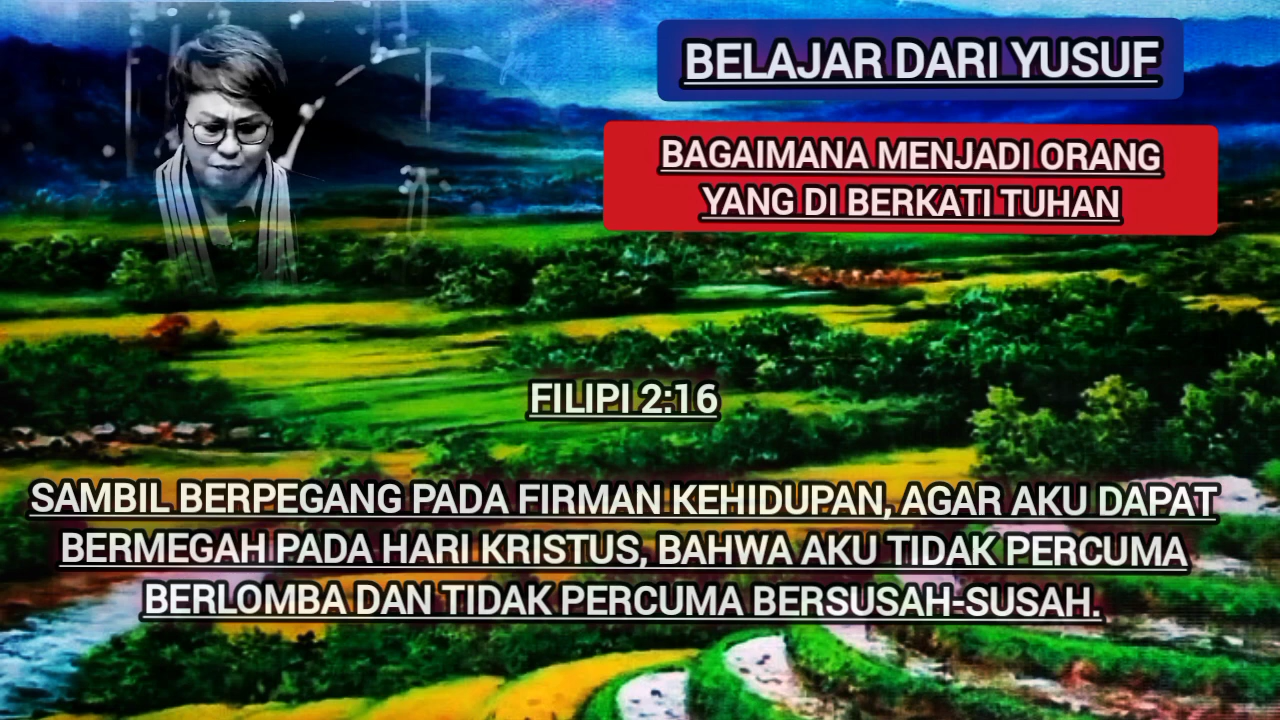 BELAJAR DARI YUSUF
BAGAIMANA MENJADI ORANG
YANG DI BERKATI TUHAN
FILIPI 2:16
SAMBIL BERPEGANG PADA FIRMAN KEHIDUPAN, AGAR AKU DAPAT
BERMEGAH PADA HARI KRISTUS, BAHWA AKU TIDAK PERCUMA
BERLOMBA DAN TIDAK PERCUMA BERSUSAH-SUSAH.